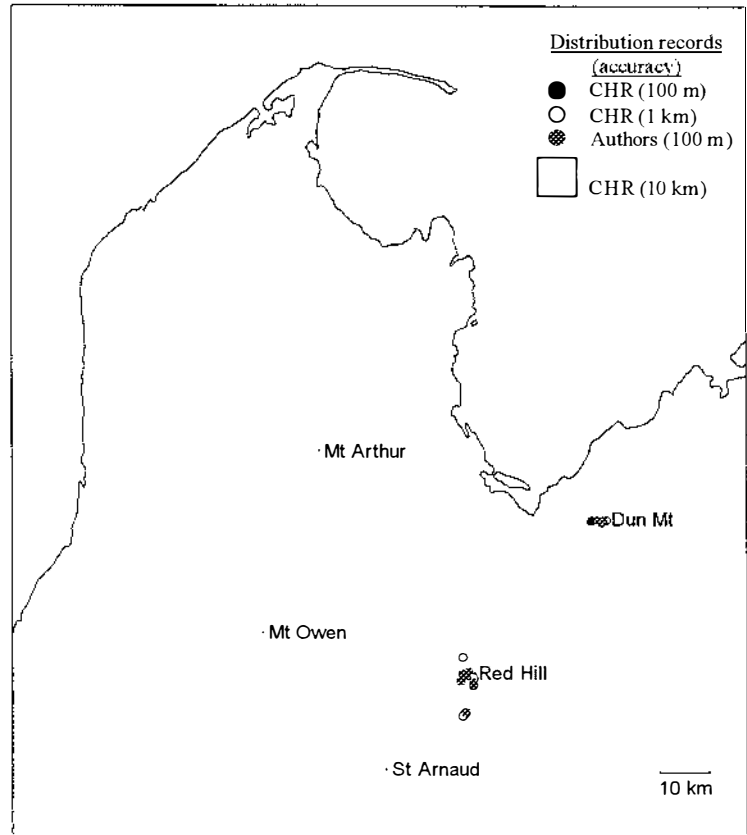 Distribution records
(accuracy)
CHR (100 m)
CHR (1 km)
Authors (100 m)
CHR (10 km)
Mt Arthur
Dun Mt
Mt Owen
Red Hill
St Arnaud
10 km